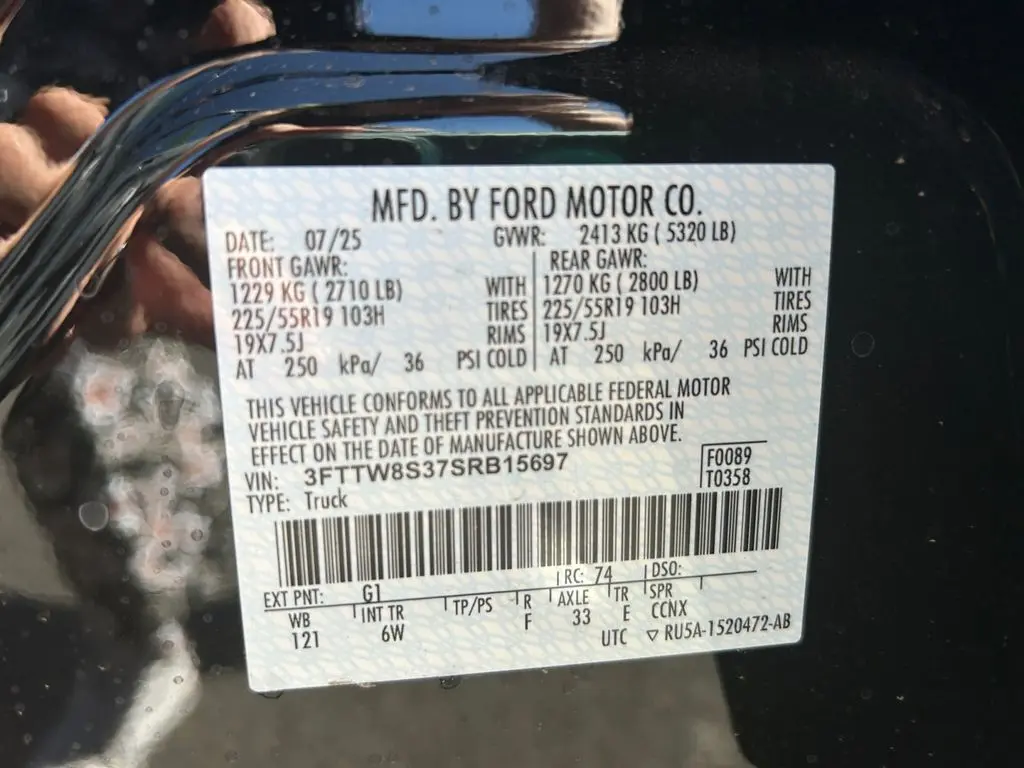 MFD. BY FORD MOTOR CO.
DATE: 07/25 GVWR: 2413 KG ( 5320 LB)
FRONT GAWR: REAR GAWR:
1229 KG ( 2710 LB) WITH 1270 KG ( 2800 LB) WITH
225/55R19 103H TIRES 225/55R19 103H TIRES
19X7.5J RIMS 19X7.5J RIMS
AT 250 kPa/ 36 PSI COLD AT 250 kPa/ 36 PSI COLD
THIS VEHICLE CONFORMS TO ALL APPLICABLE FEDERAL MOTOR
VEHICLE SAFETY AND THEFT PREVENTION STANDARDS IN
EFFECT ON THE DATE OF MANUFACTURE SHOWN ABOVE.
VIN: 3FTTW8S37SRB15697 F0089
TYPE: Truck T0358
EXT PNT: G1 RC: 74 DSO:
WB INT TR TP/PS R AXLE TR SPR
121 6W F 33 E CCNX
UTC ▽ RU5A-1520472-AB